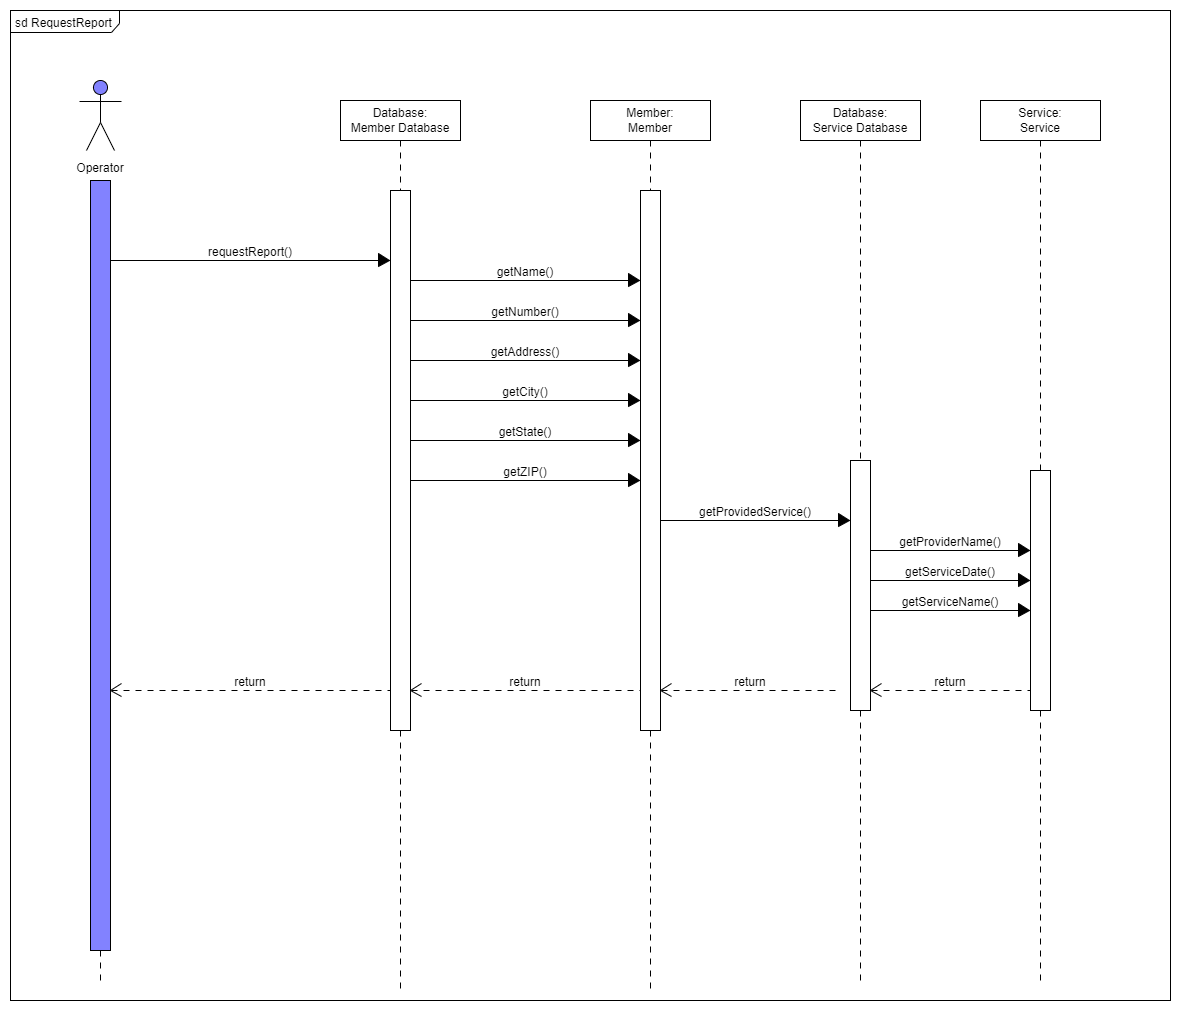 sd RequestReport
Operator
Database:
Member Database
Member:
Member
Database:
Service Database
Service:
Service
requestReport()
getName()
getNumber()
getAddress()
getCity()
getState()
getZIP()
getProvidedService()
getProviderName()
getServiceDate()
getServiceName()
return
return
return
return